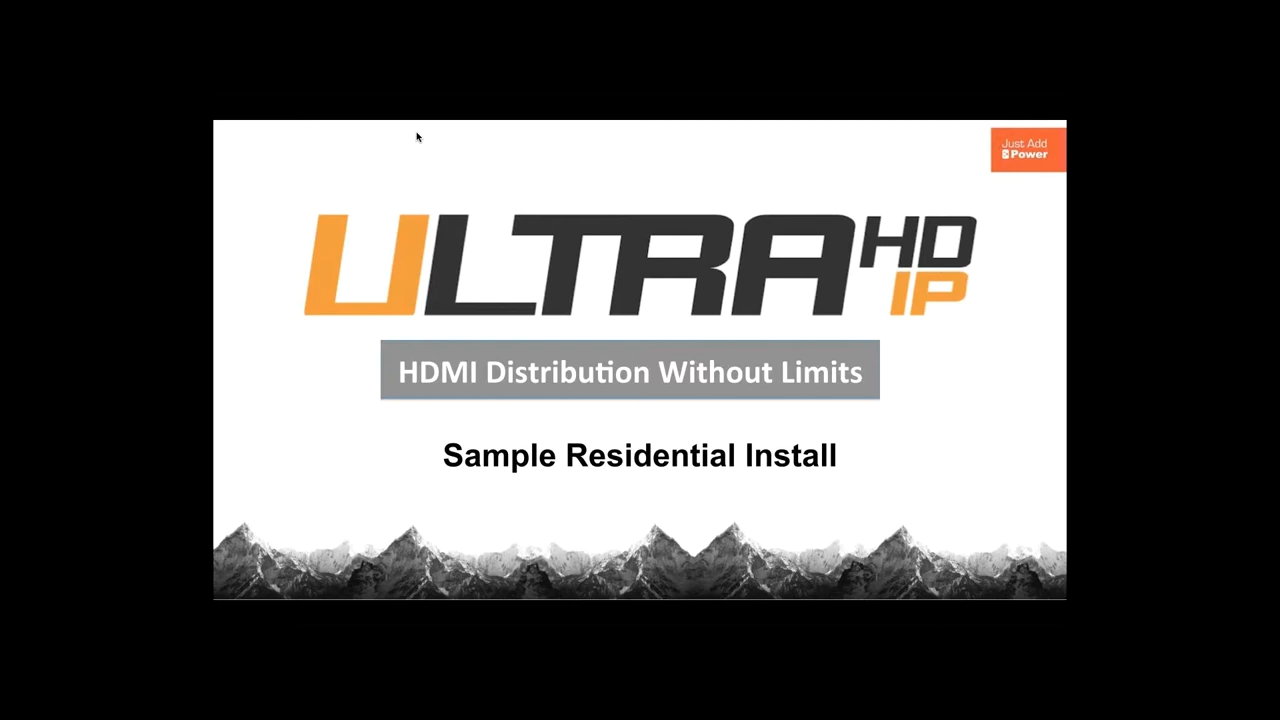 Just Add
Power
ULTRA HD
IP
HDMI Distribution Without Limits
Sample Residential Install